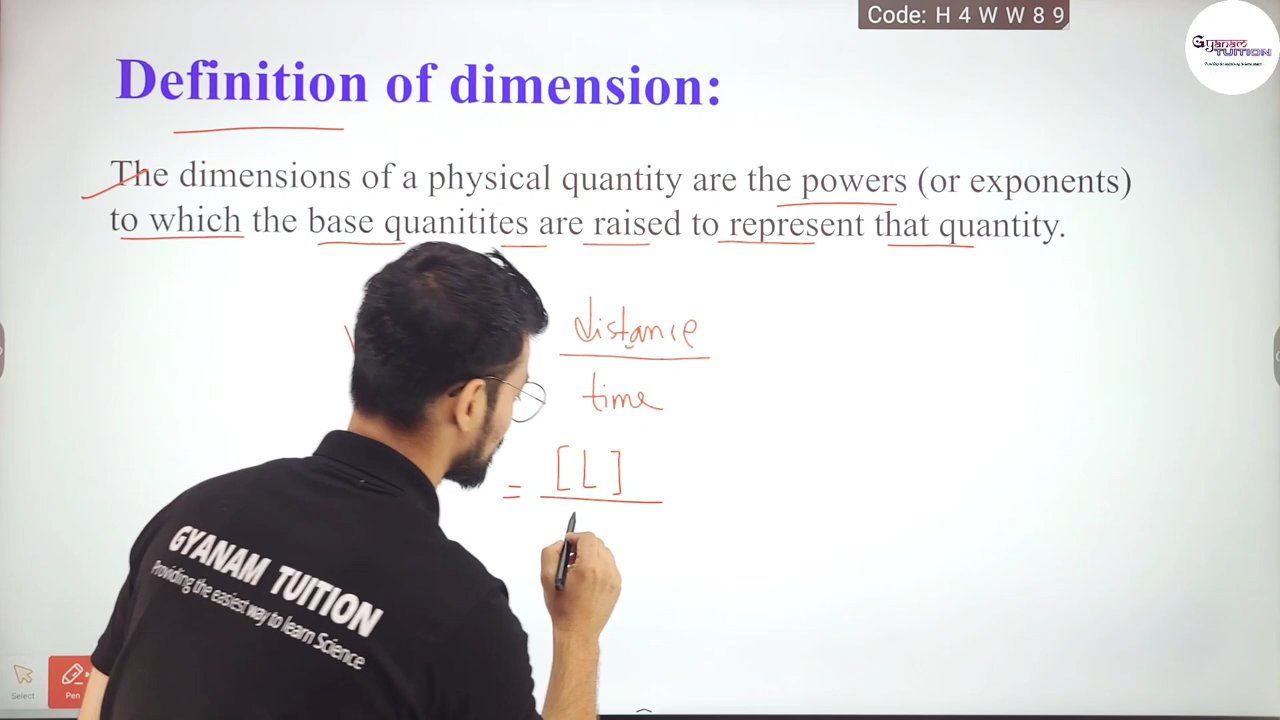 Code: H 4 W W 8 9
Gyanam
TUITION
Definition of dimension:
The dimensions of a physical quantity are the powers (or exponents)
to which the base quanitites are raised to represent that quantity.
distance
time
= [L]
GYANAM TUITION
Providing the easiest way to learn Science
Select
Pen